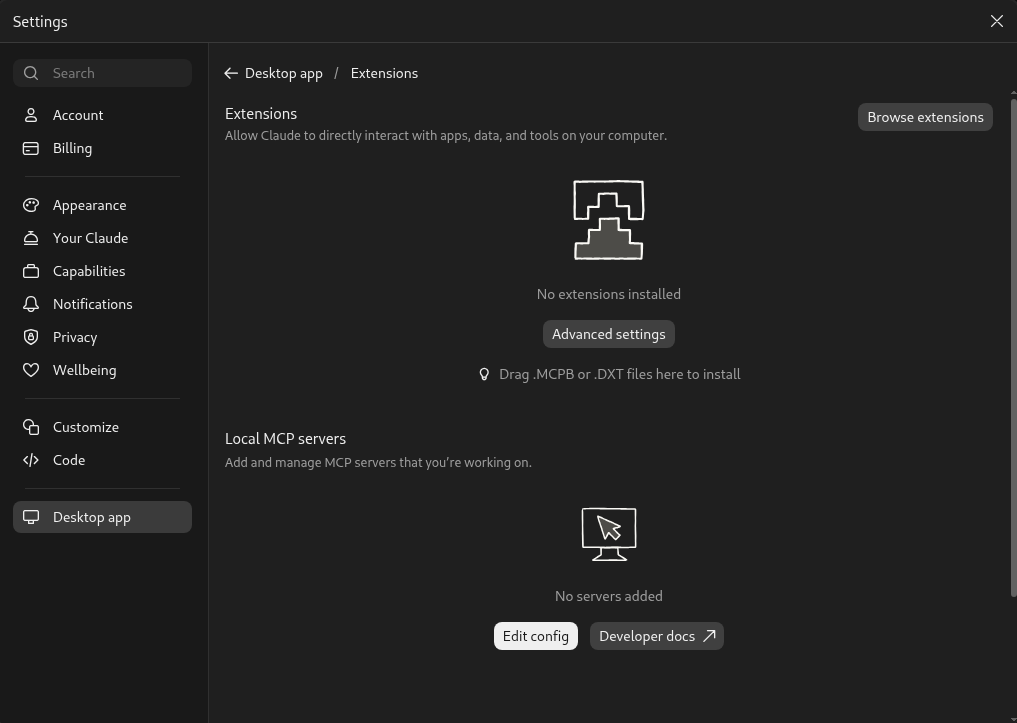 Settings
Search
Account
Billing
Appearance
Your Claude
Capabilities
Notifications
Privacy
Wellbeing
Customize
Code
Desktop app
Desktop app / Extensions
Extensions
Allow Claude to directly interact with apps, data, and tools on your computer.
Browse extensions
No extensions installed
Advanced settings
Drag .MCPB or .DXT files here to install
Local MCP servers
Add and manage MCP servers that you’re working on.
No servers added
Edit config
Developer docs